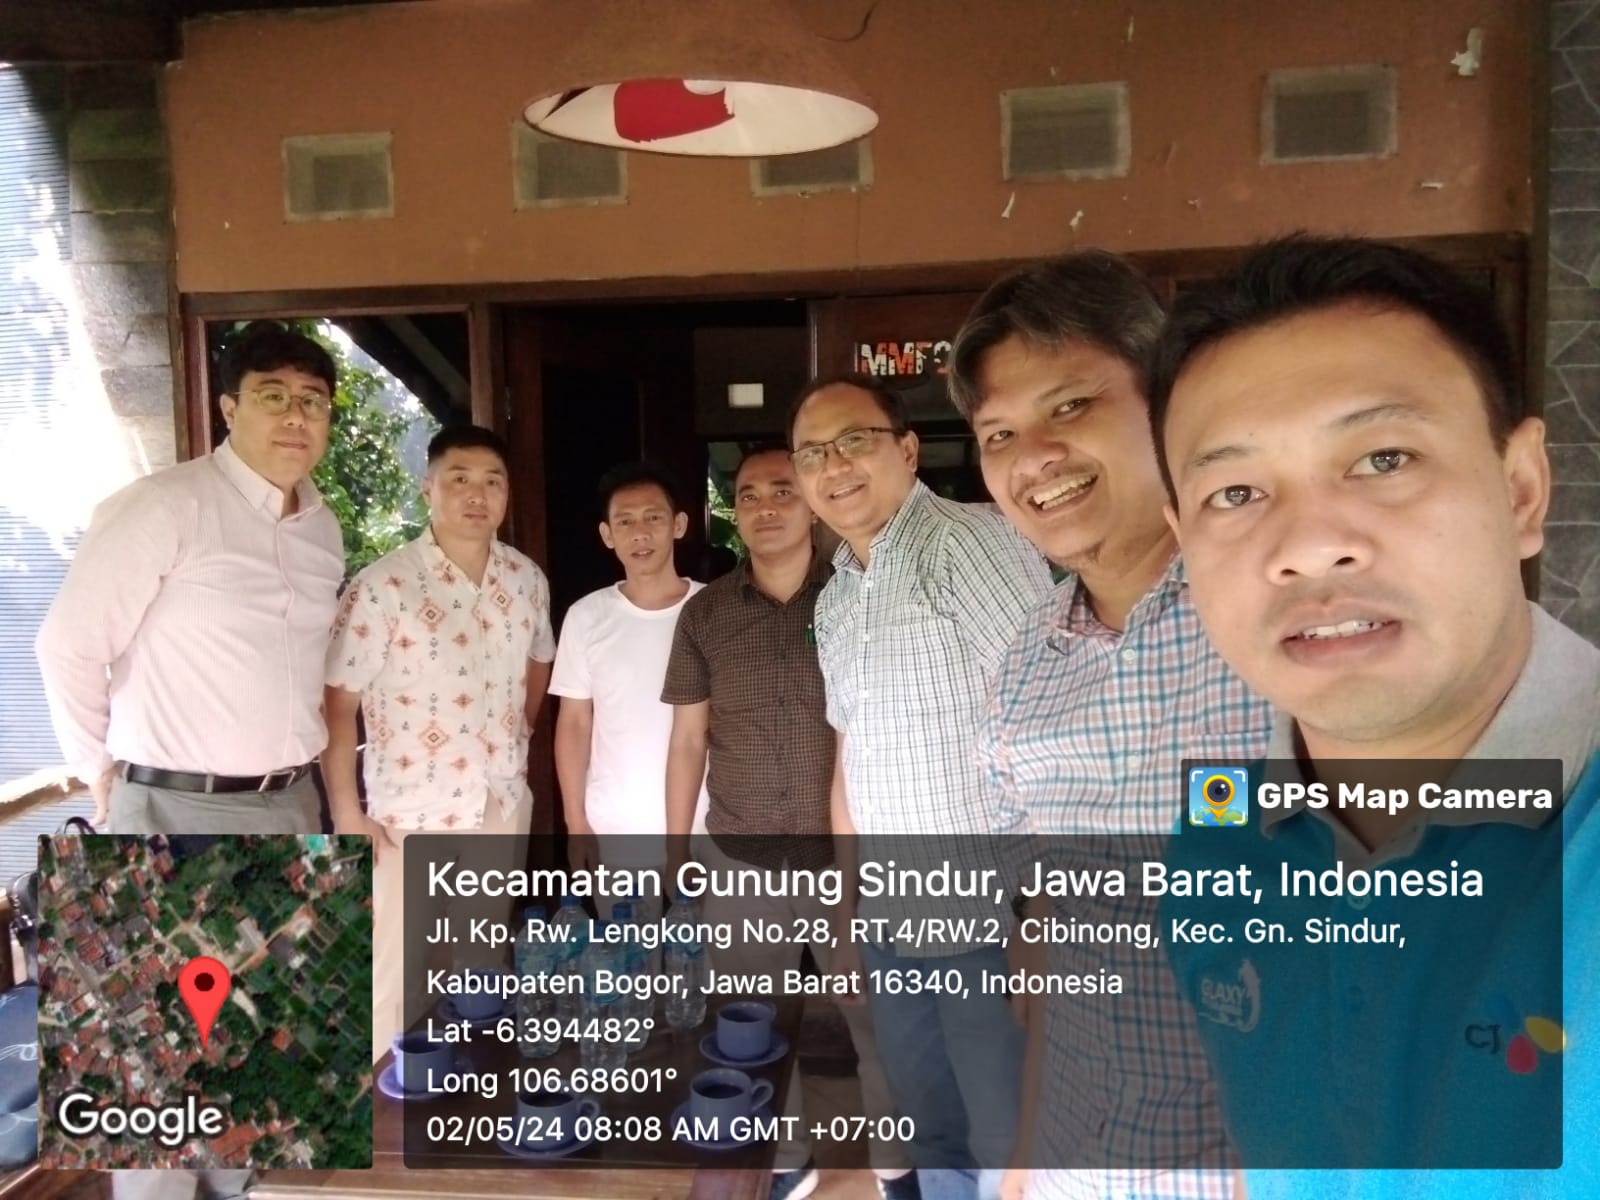 MMF
GPS Map Camera
Kecamatan Gunung Sindur, Jawa Barat, Indonesia
Jl. Kp. Rw. Lengkong No.28, RT.4/RW.2, Cibinong, Kec. Gn. Sindur,
Kabupaten Bogor, Jawa Barat 16340, Indonesia
Lat -6.394482°
Long 106.68601°
02/05/24 08:08 AM GMT +07:00
Google
GLAXY
CJ